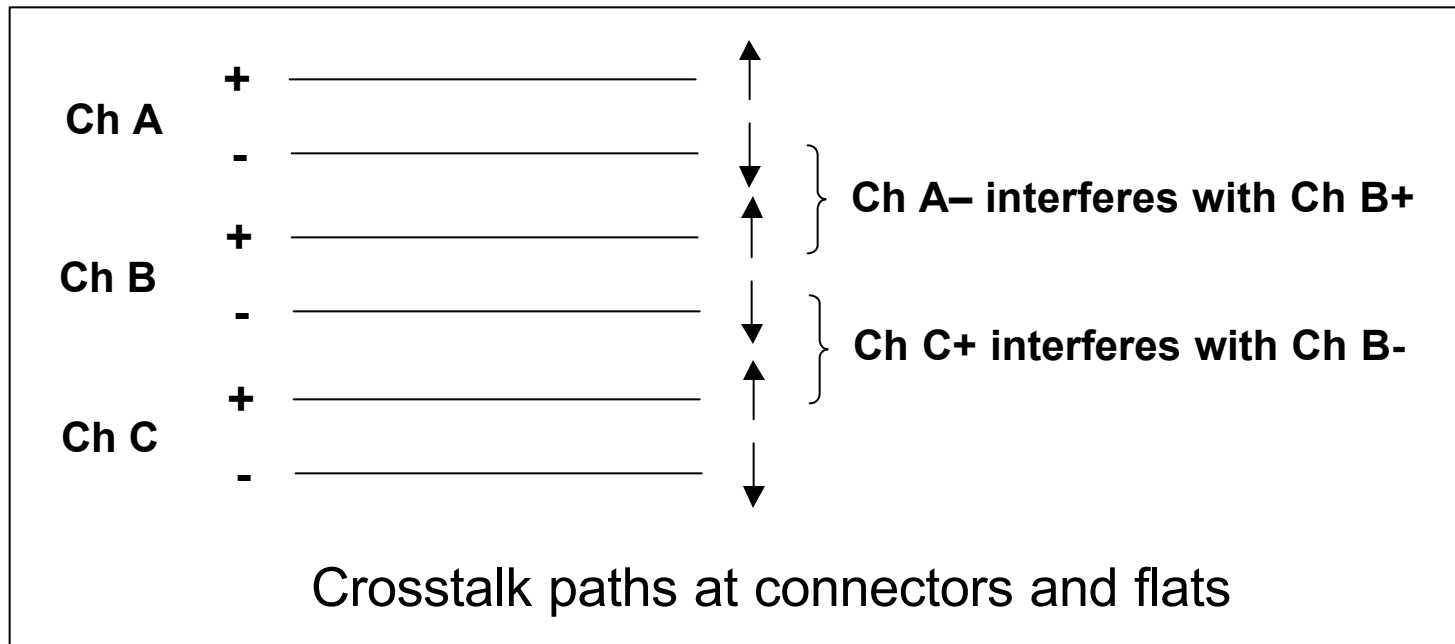 +
Ch A
-
Ch A– interferes with Ch B+
+
Ch B
-
Ch C+ interferes with Ch B-
+
Ch C
-
Crosstalk paths at connectors and flats